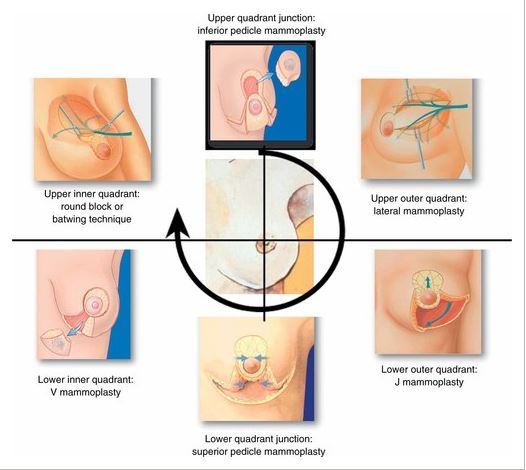 Upper quadrant junction:
inferior pedicle mammoplasty
Upper inner quadrant:
round block or
batwing technique
Upper outer quadrant:
lateral mammoplasty
Lower inner quadrant:
V mammoplasty
Lower outer quadrant:
J mammoplasty
Lower quadrant junction:
superior pedicle mammoplasty